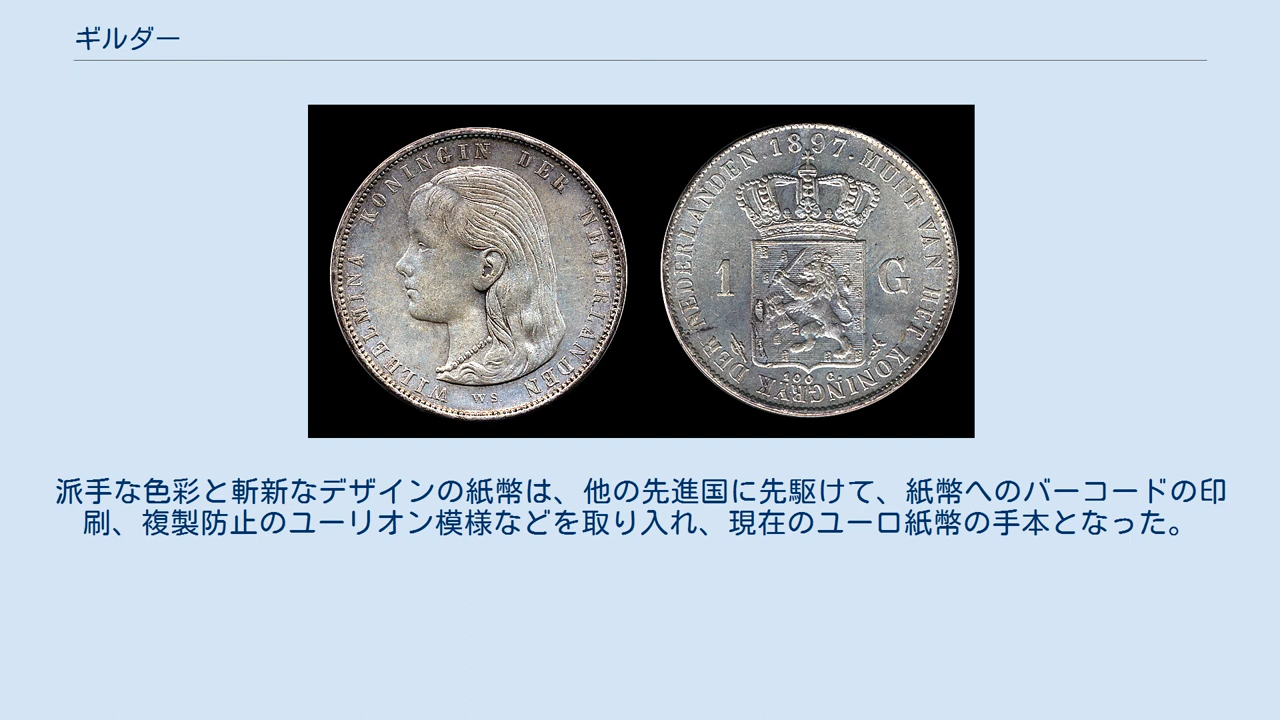 ギルダー
WILHELMINA KONINGIN DER NEDERLANDEN
WS
MUNT VAN HET KONINGRYK DER NEDERLANDEN.1897.
1 G
100 C.
派手な色彩と斬新なデザインの紙幣は、他の先進国に先駆けて、紙幣へのバーコードの印
刷、複製防止のユーリオン模様などを取り入れ、現在のユーロ紙幣の手本となった。